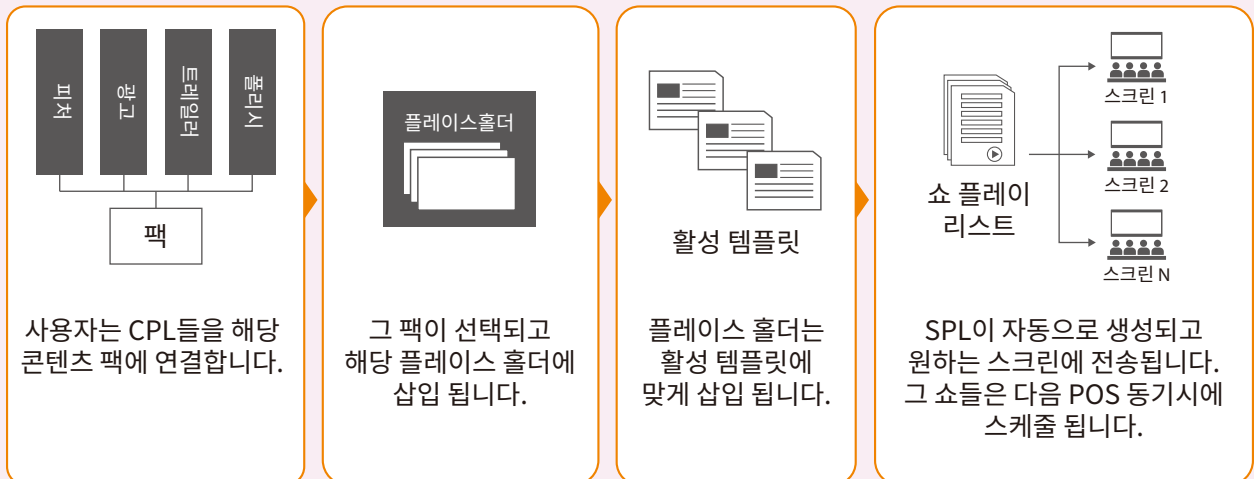 피처
광고
트레일러
폴리시
팩
사용자는 CPL들을 해당
콘텐츠 팩에 연결합니다.
플레이스홀더
그 팩이 선택되고
해당 플레이스 홀더에
삽입 됩니다.
활성 템플릿
플레이스 홀더는
활성 템플릿에
맞게 삽입 됩니다.
쇼 플레이
리스트
스크린 1
스크린 2
스크린 N
SPL이 자동으로 생성되고
원하는 스크린에 전송됩니다.
그 쇼들은 다음 POS 동기시에
스케줄 됩니다.